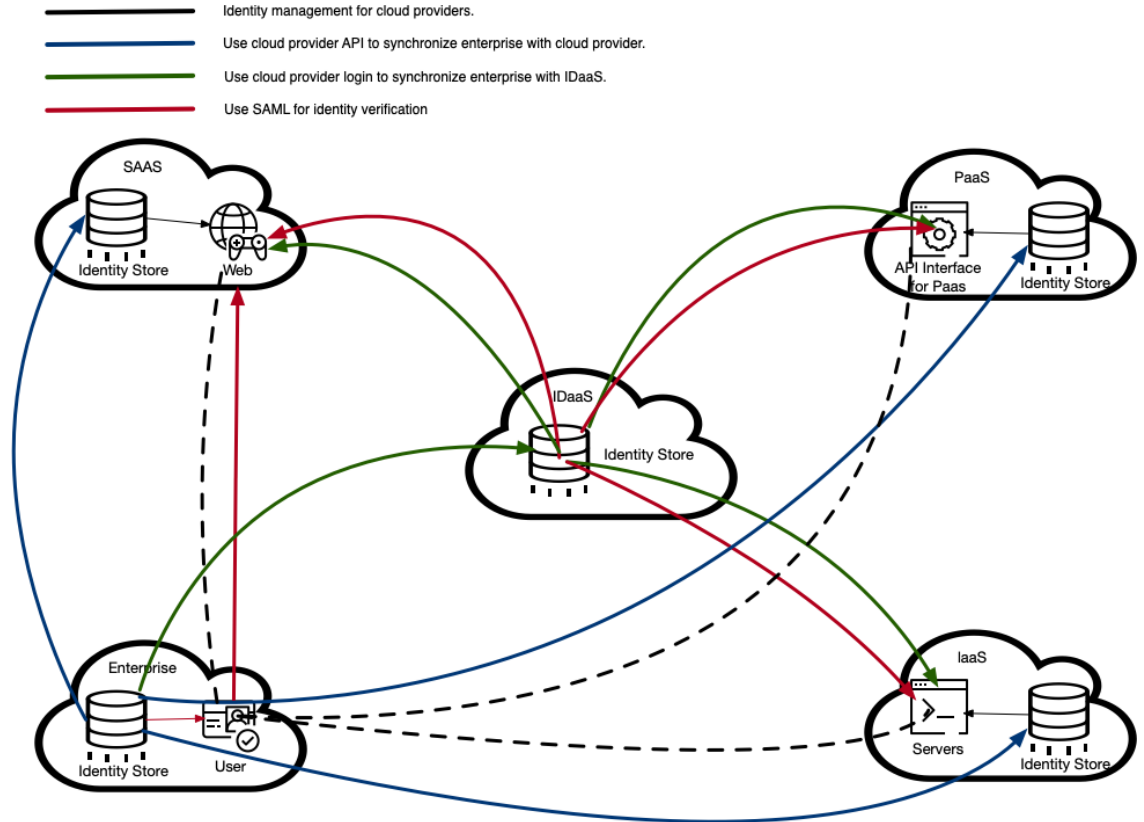 Identity management for cloud providers.
Use cloud provider API to synchronize enterprise with cloud provider.
Use cloud provider login to synchronize enterprise with IDaaS.
Use SAML for identity verification
SAAS
Identity Store
Web
PaaS
API Interface
for Paas
Identity Store
IDaaS
Identity Store
Enterprise
Identity Store
User
IaaS
Servers
Identity Store